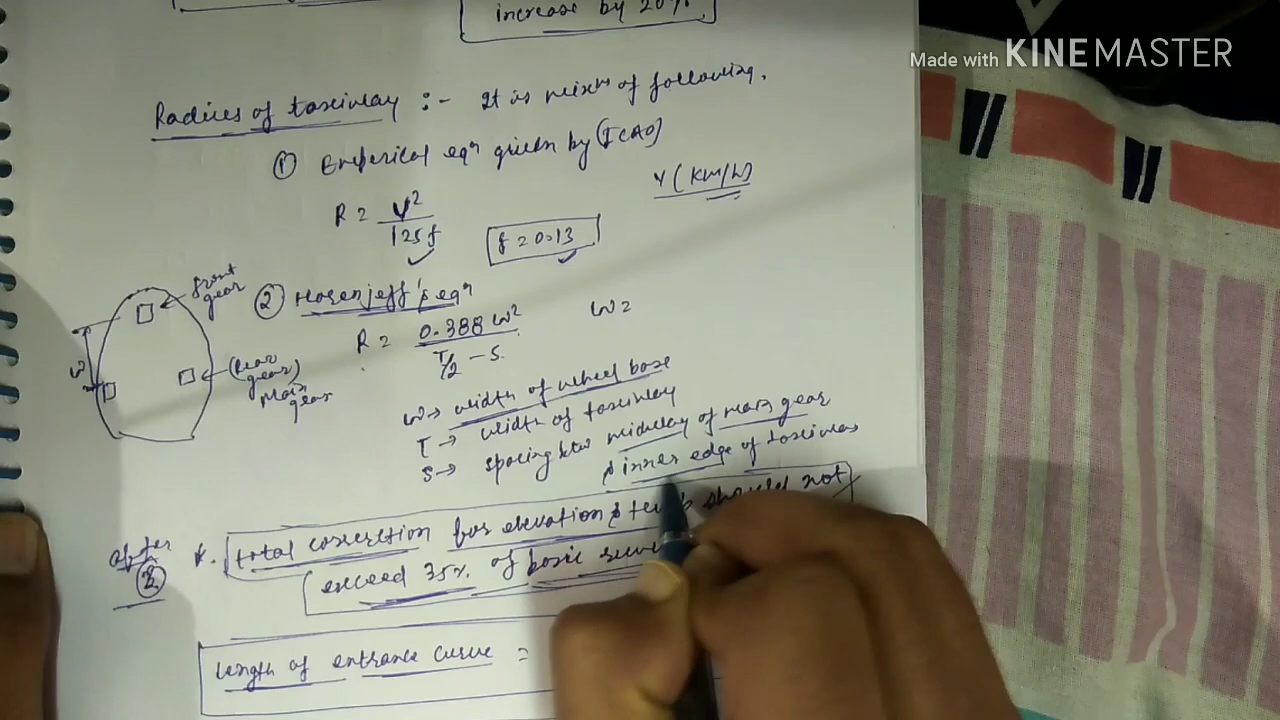 increase by 20%.
Made with KINEMASTER
Radius of taxiway :- It is mixm of following.
① Emperical eqn given by (ICAO)
V (km/h)
R = V²/125f
f = 0.13
② Horenjeff's eqn
R = 0.388 W² / T/2 - S.
W =
front gear
(Rear gear)
Main gear
W
W → width of wheel base
T → width of taxiway
S → spacing btw midway of main gear
& inner edge of taxiway
after ②
*. total correction for elevation & should not
exceed 35% of basic
length of entrance curve =